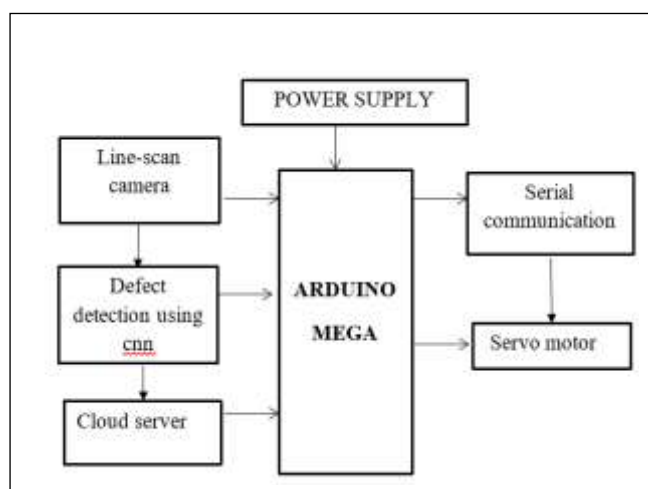 POWER SUPPLY
Line-scan
camera
Serial
communication
Defect
detection using
cnn
ARDUINO
MEGA
Servo motor
Cloud server